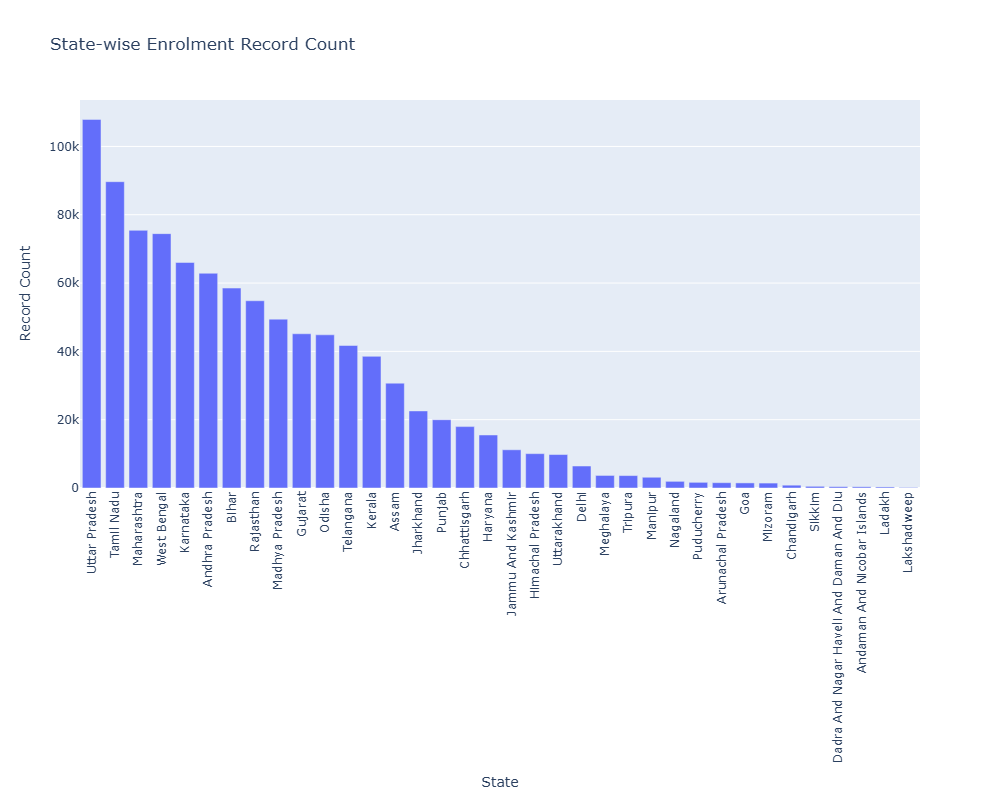 State-wise Enrolment Record Count
100k
80k
60k
40k
20k
0
Record Count
Uttar Pradesh
Tamil Nadu
Maharashtra
West Bengal
Karnataka
Andhra Pradesh
Bihar
Rajasthan
Madhya Pradesh
Gujarat
Odisha
Telangana
Kerala
Assam
Jharkhand
Punjab
Chhattisgarh
Haryana
Jammu And Kashmir
Himachal Pradesh
Uttarakhand
Delhi
Meghalaya
Tripura
Manipur
Nagaland
Puducherry
Arunachal Pradesh
Goa
Mizoram
Chandigarh
Sikkim
Dadra And Nagar Haveli And Daman And Diu
Andaman And Nicobar Islands
Ladakh
Lakshadweep
State